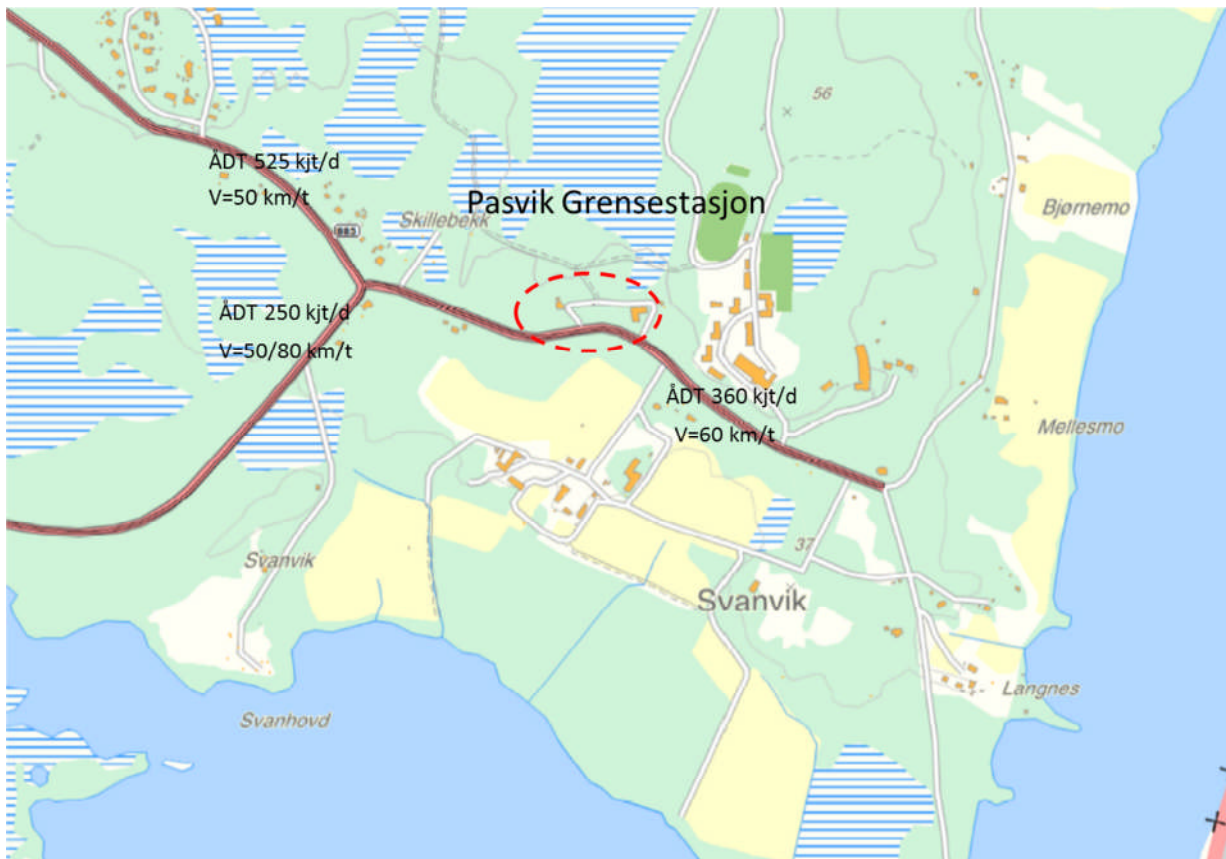 56
ÅDT 525 kjt/d
V=50 km/t
Pasvik Grensestasjon
Bjørnemo
Skillebekk
885
ÅDT 250 kjt/d
V=50/80 km/t
ÅDT 360 kjt/d
V=60 km/t
Mellesmo
37
Svanvik
Svanvik
Langnes
Svanhovd